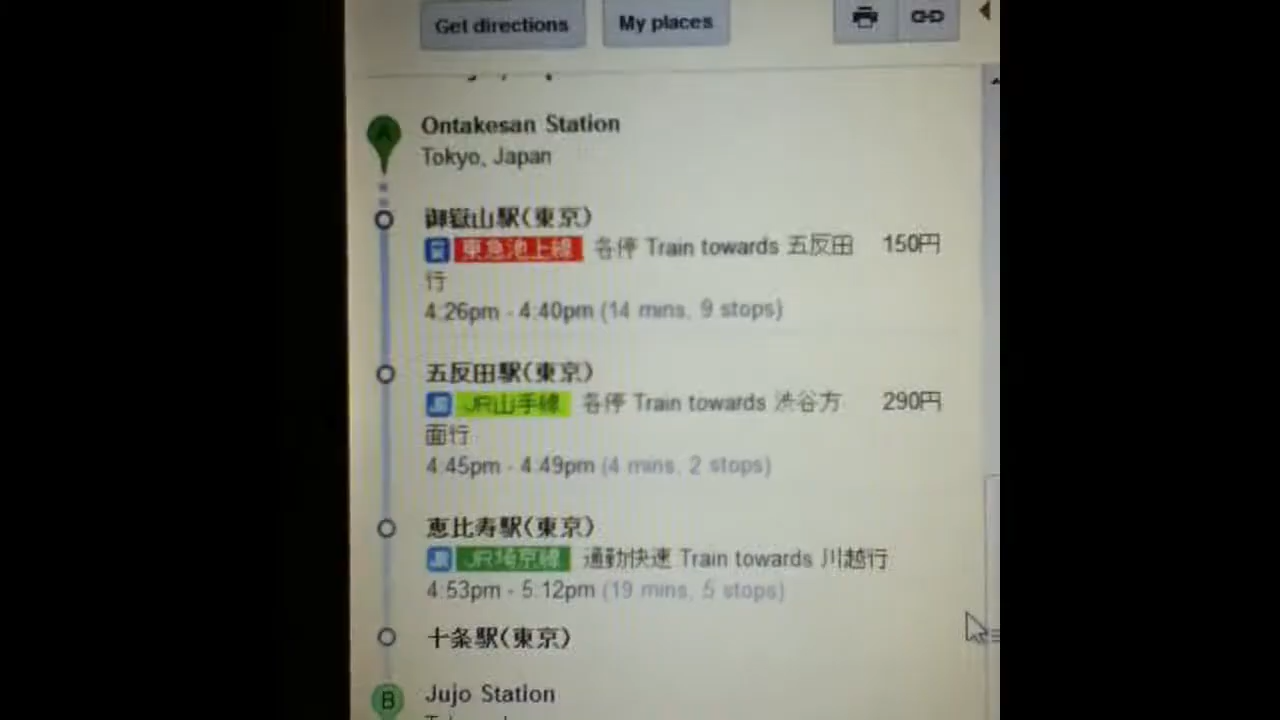 Get directions My places
A Ontakesan Station
Tokyo, Japan
御嶽山駅(東京)
東急池上線 各停 Train towards 五反田 150円
行
4:26pm - 4:40pm (14 mins, 9 stops)
五反田駅(東京)
JR JR山手線 各停 Train towards 渋谷方 290円
面行
4:45pm - 4:49pm (4 mins, 2 stops)
恵比寿駅(東京)
JR JR埼京線 通勤快速 Train towards 川越行
4:53pm - 5:12pm (19 mins, 5 stops)
十条駅(東京)
B Jujo Station